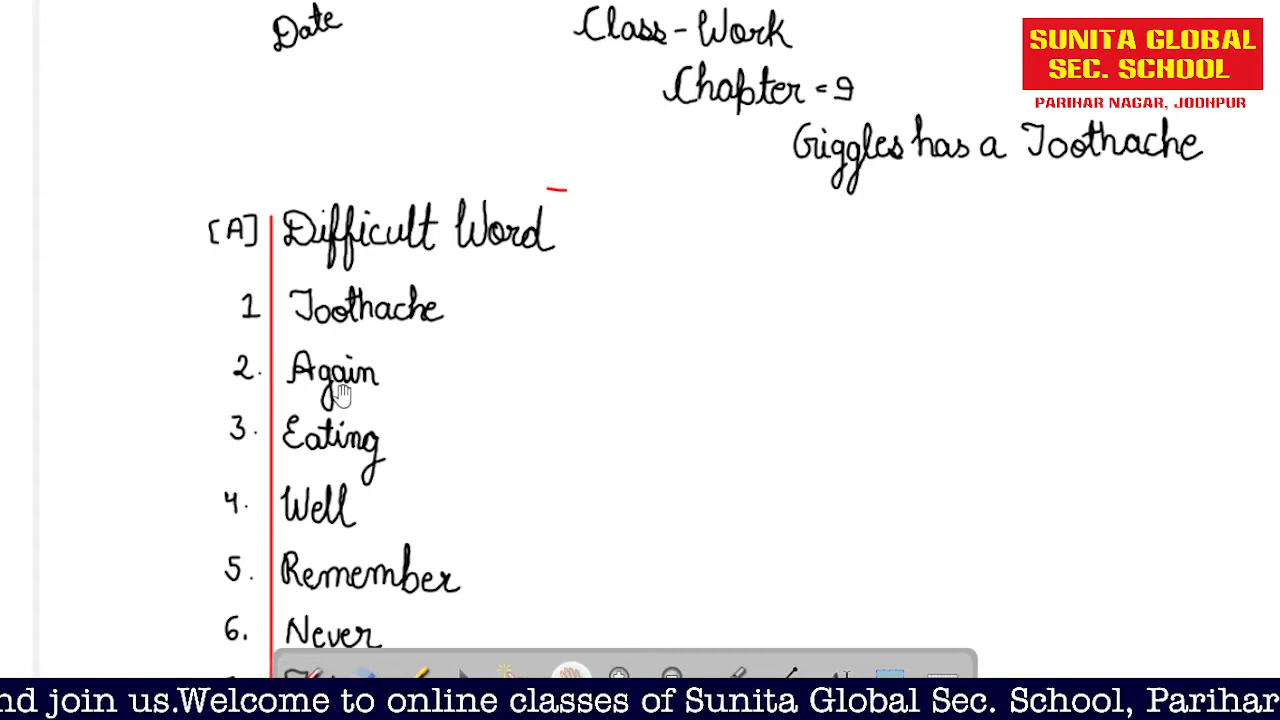 Date
Class-Work
SUNITA GLOBAL
SEC. SCHOOL
PARIHAR NAGAR, JODHPUR
Chapter = 9
Giggles has a Toothache
[A] Difficult Word
1 Toothache
2. Again
3. Eating
4. Well
5. Remember
6. Never
nd join us.Welcome to online classes of Sunita Global Sec. School, Parihar